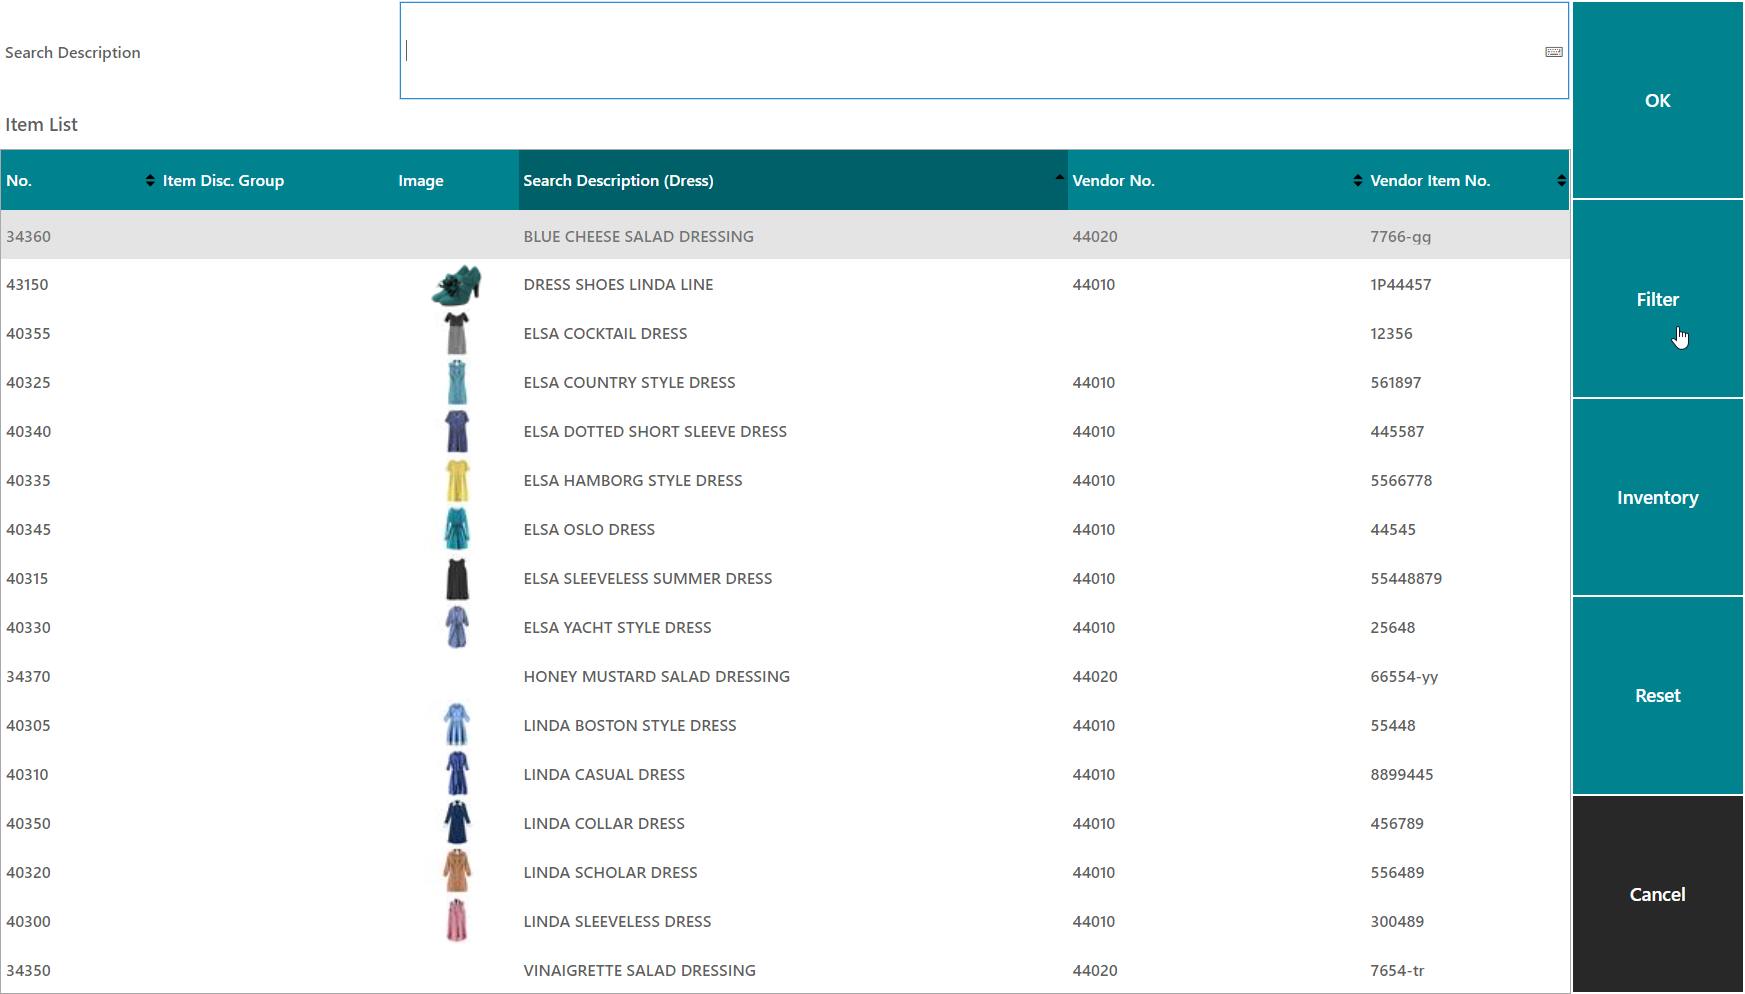 Search Description
OK
Item List
No. Item Disc. Group Image Search Description (Dress) Vendor No. Vendor Item No.
34360 BLUE CHEESE SALAD DRESSING 44020 7766-gg
43150 DRESS SHOES LINDA LINE 44010 1P44457
Filter
40355 ELSA COCKTAIL DRESS 12356
40325 ELSA COUNTRY STYLE DRESS 44010 561897
40340 ELSA DOTTED SHORT SLEEVE DRESS 44010 445587
40335 ELSA HAMBORG STYLE DRESS 44010 5566778
Inventory
40345 ELSA OSLO DRESS 44010 44545
40315 ELSA SLEEVELESS SUMMER DRESS 44010 55448879
40330 ELSA YACHT STYLE DRESS 44010 25648
34370 HONEY MUSTARD SALAD DRESSING 44020 66554-yy
Reset
40305 LINDA BOSTON STYLE DRESS 44010 55448
40310 LINDA CASUAL DRESS 44010 8899445
40350 LINDA COLLAR DRESS 44010 456789
40320 LINDA SCHOLAR DRESS 44010 556489
Cancel
40300 LINDA SLEEVELESS DRESS 44010 300489
34350 VINAIGRETTE SALAD DRESSING 44020 7654-tr